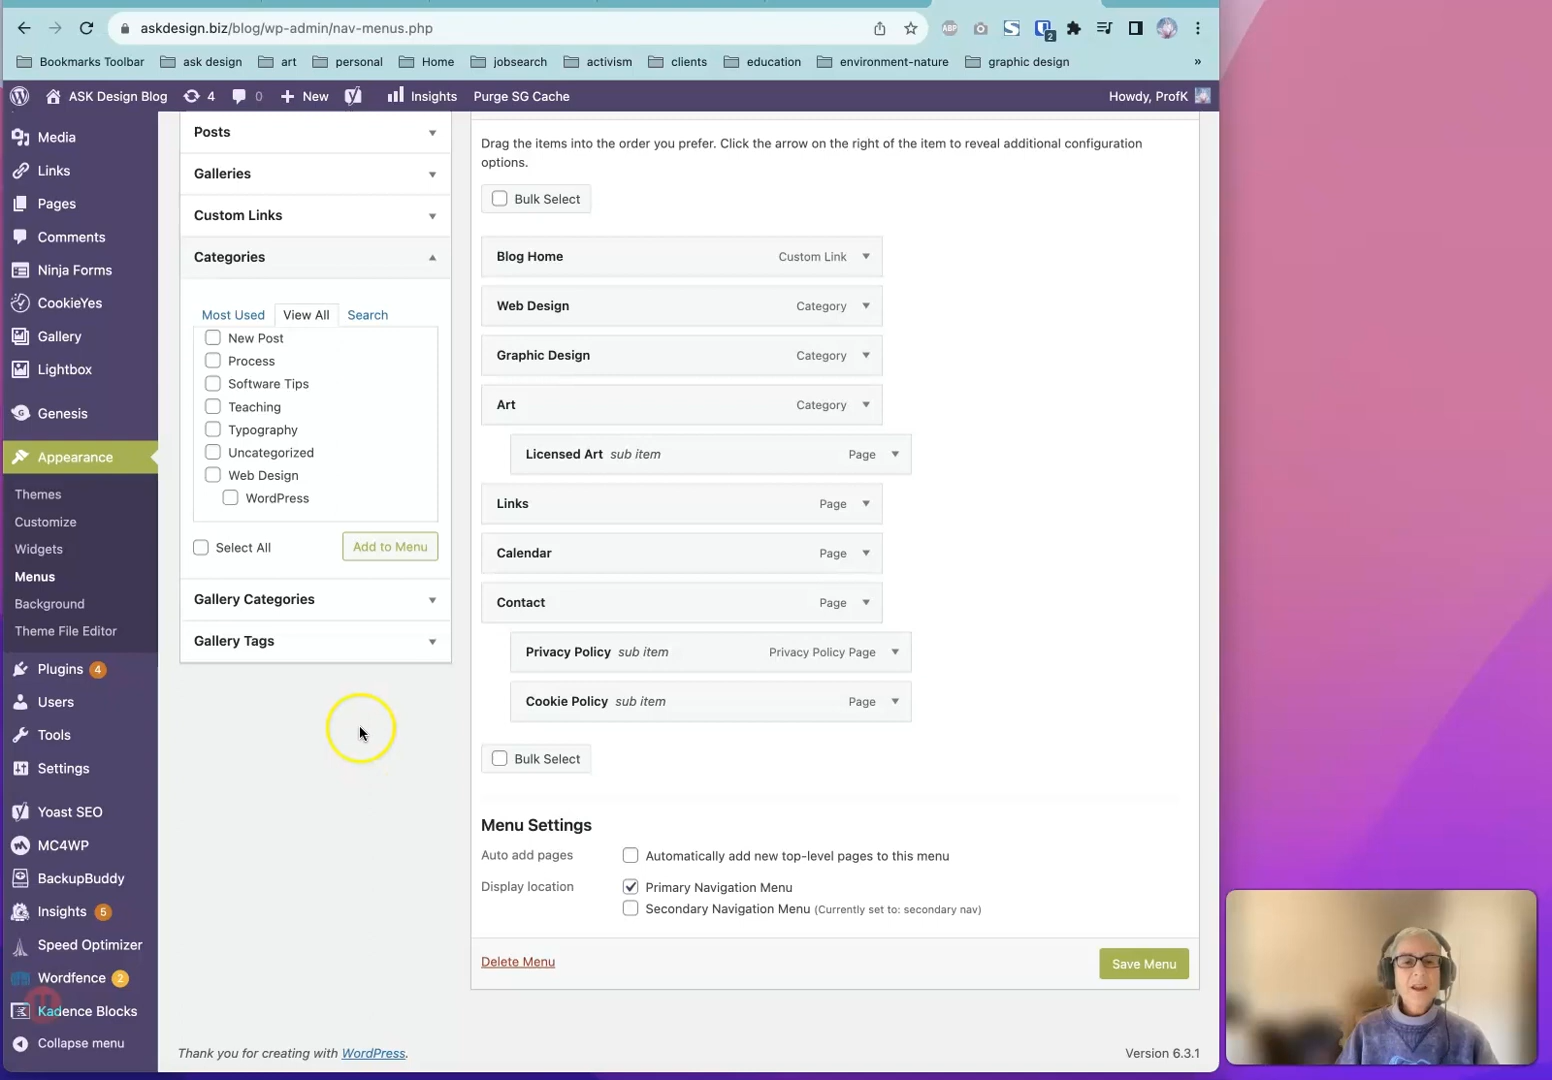 askdesign.biz/blog/wp-admin/nav-menus.php
2
Bookmarks Toolbar ask design art personal Home jobsearch activism clients education environment-nature graphic design »
ASK Design Blog 4 0 New Insights Purge SG Cache Howdy, ProfK
Media
Links
Pages
Comments
Ninja Forms
CookieYes
Gallery
Lightbox
Genesis
Appearance
Themes
Customize
Widgets
Menus
Background
Theme File Editor
Plugins 4
Users
Tools
Settings
Yoast SEO
MC4WP
BackupBuddy
Insights 5
Speed Optimizer
Wordfence 2
Kadence Blocks
Collapse menu
Posts
Galleries
Custom Links
Categories
Most Used View All Search
New Post
Process
Software Tips
Teaching
Typography
Uncategorized
Web Design
WordPress
Select All Add to Menu
Gallery Categories
Gallery Tags
Drag the items into the order you prefer. Click the arrow on the right of the item to reveal additional configuration
options.
Bulk Select
Blog Home Custom Link
Web Design Category
Graphic Design Category
Art Category
Licensed Art sub item Page
Links Page
Calendar Page
Contact Page
Privacy Policy sub item Privacy Policy Page
Cookie Policy sub item Page
Bulk Select
Menu Settings
Auto add pages Automatically add new top-level pages to this menu
Display location Primary Navigation Menu
Secondary Navigation Menu (Currently set to: secondary nav)
Delete Menu Save Menu
Thank you for creating with WordPress. Version 6.3.1